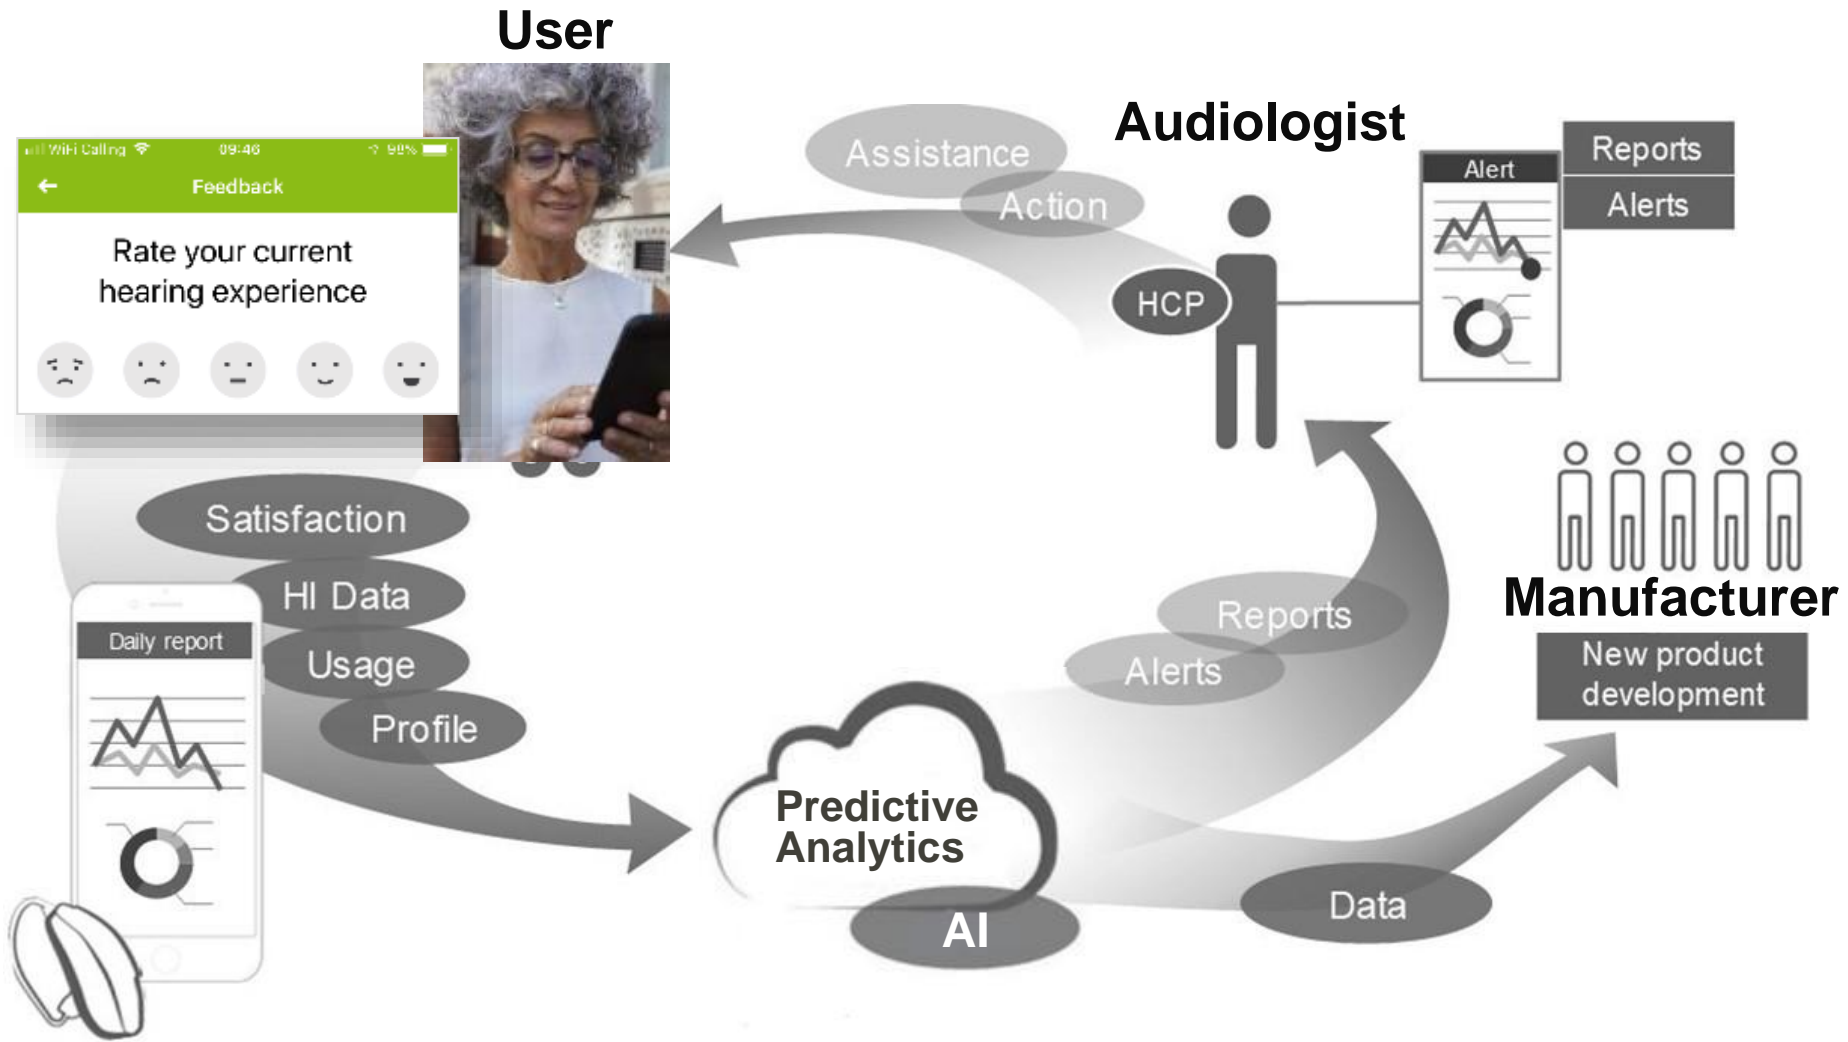 User
WiFi Calling
09:46
98%
Feedback
Rate your current
hearing experience
Assistance
Action
Audiologist
HCP
Alert
Reports
Alerts
Satisfaction
HI Data
Usage
Profile
Daily report
Reports
Alerts
Manufacturer
New product
development
Predictive
Analytics
AI
Data